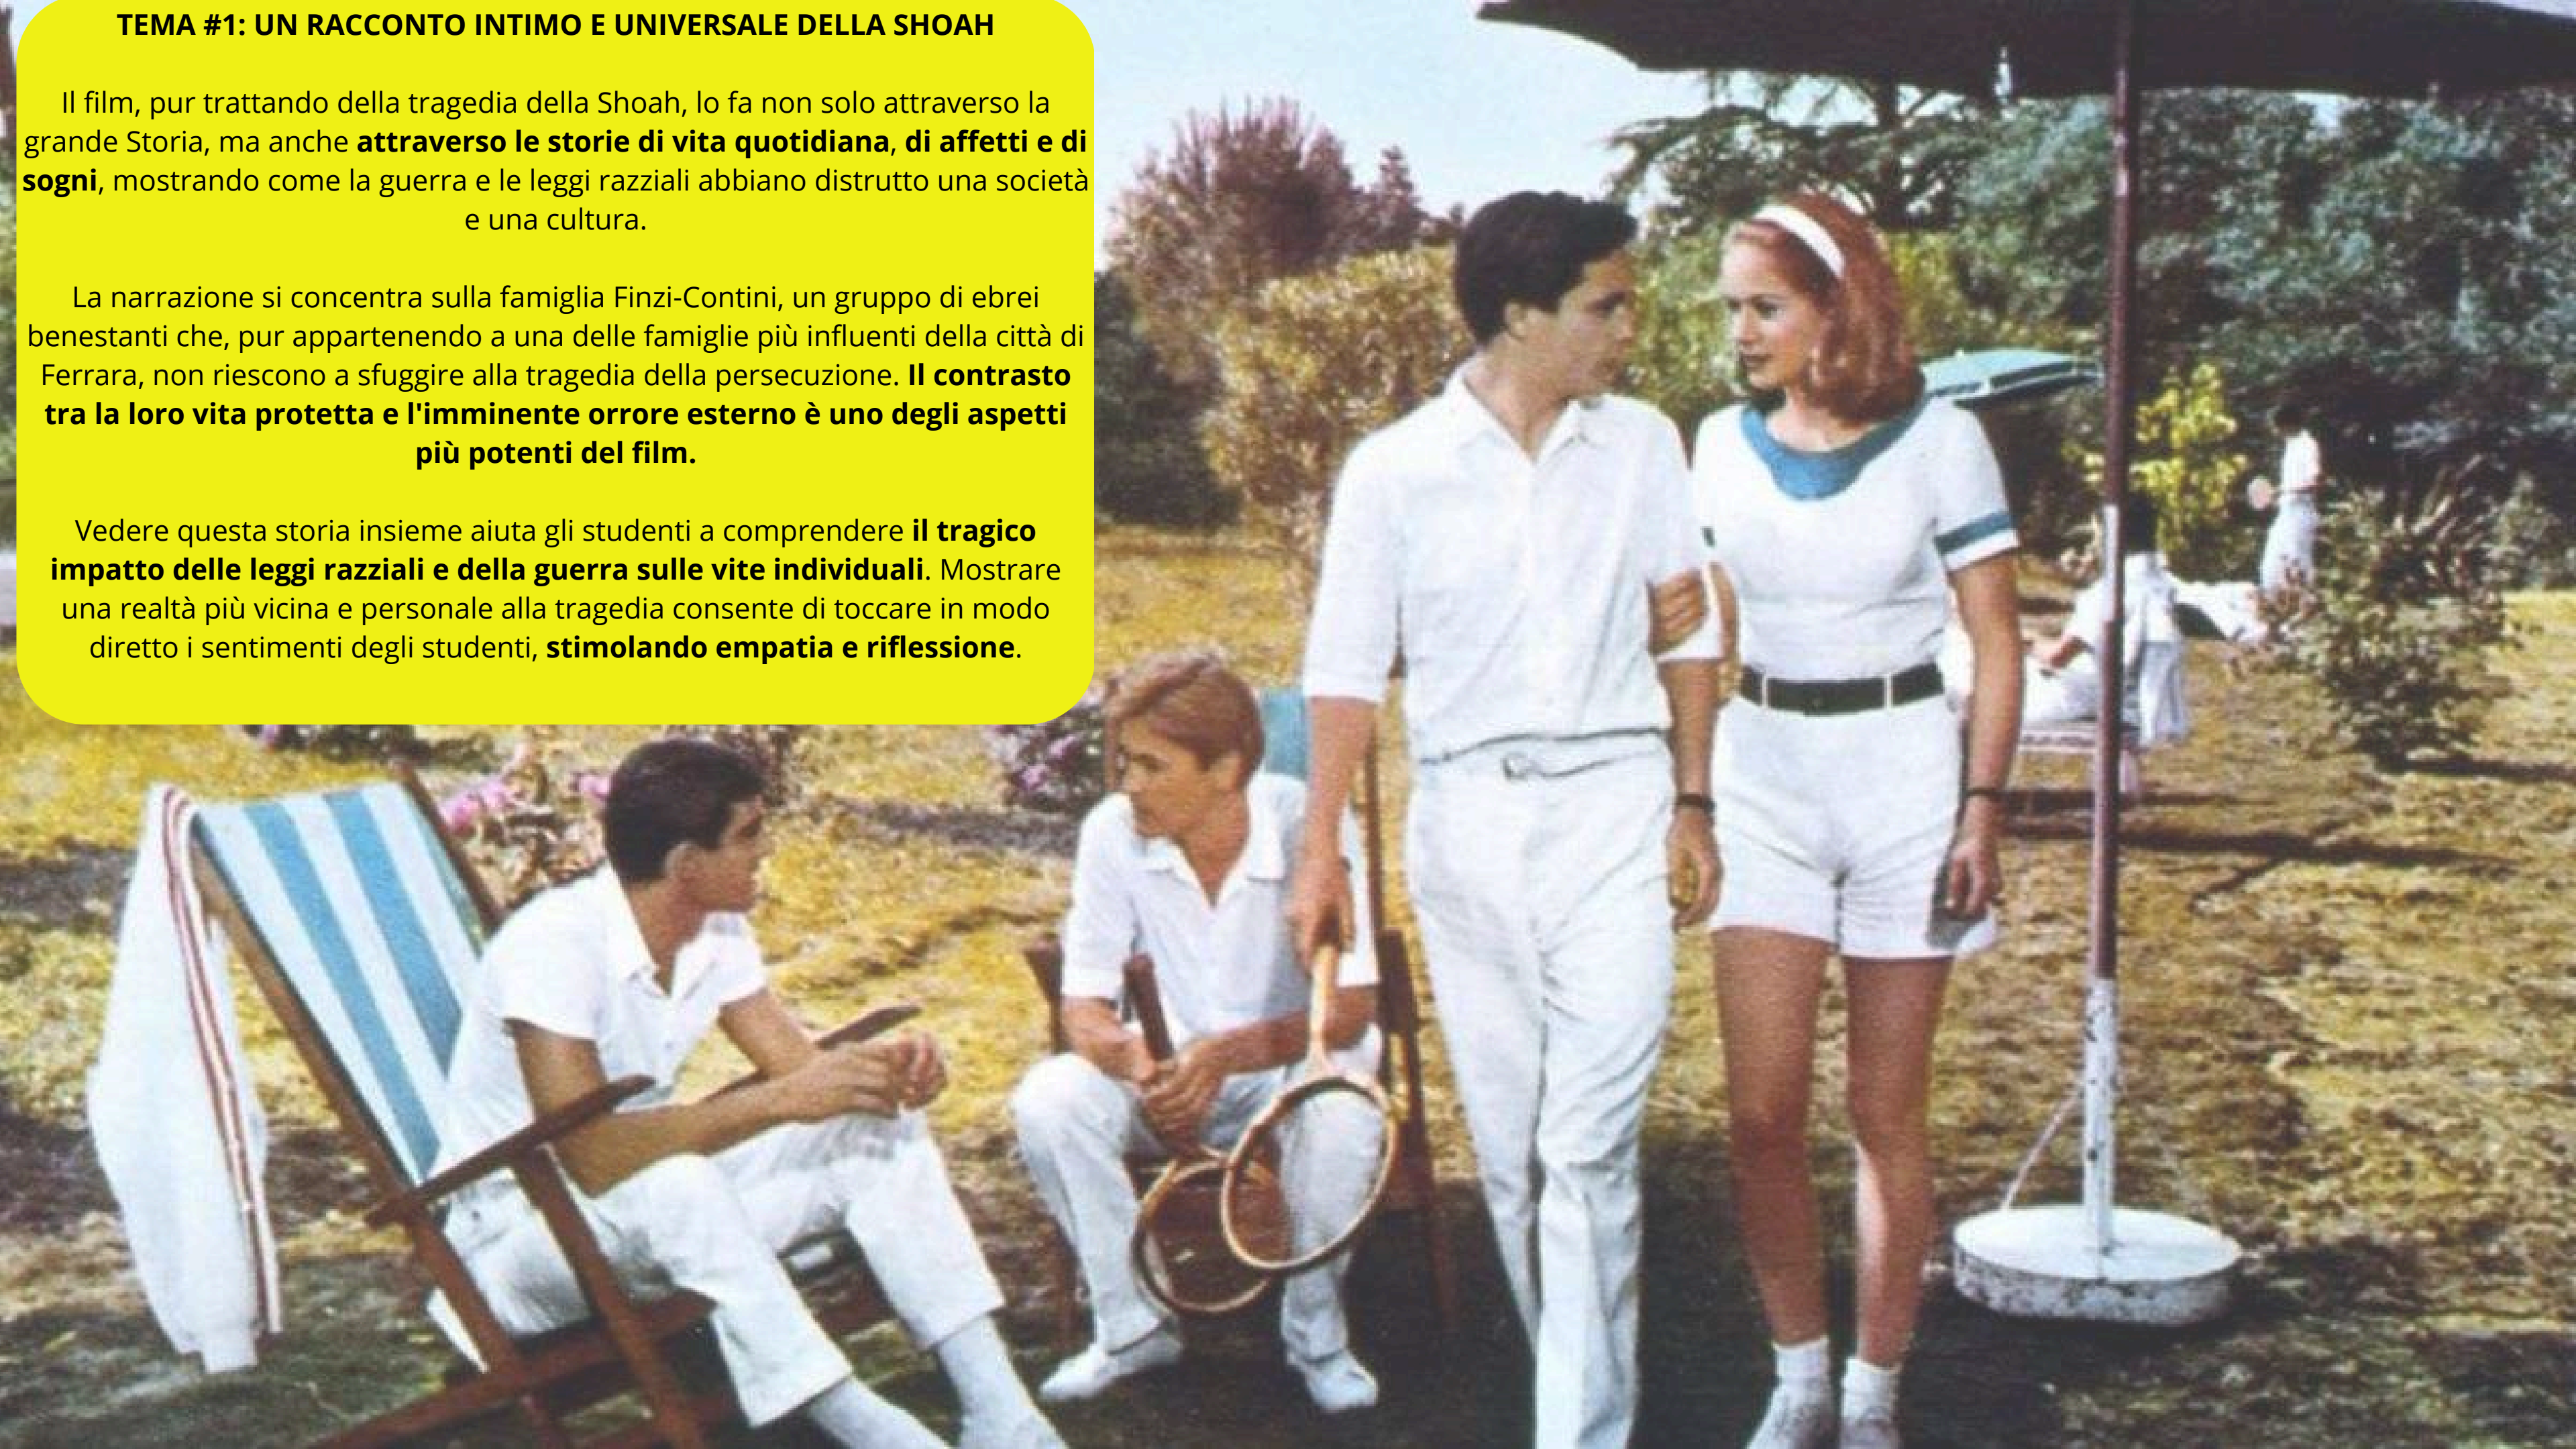 TEMA #1: UN RACCONTO INTIMO E UNIVERSALE DELLA SHOAH
Il film, pur trattando della tragedia della Shoah, lo fa non solo attraverso la
grande Storia, ma anche attraverso le storie di vita quotidiana, di affetti e di
sogni, mostrando come la guerra e le leggi razziali abbiano distrutto una società
e una cultura.
La narrazione si concentra sulla famiglia Finzi-Contini, un gruppo di ebrei
benestanti che, pur appartenendo a una delle famiglie più influenti della città di
Ferrara, non riescono a sfuggire alla tragedia della persecuzione. Il contrasto
tra la loro vita protetta e l'imminente orrore esterno è uno degli aspetti
più potenti del film.
Vedere questa storia insieme aiuta gli studenti a comprendere il tragico
impatto delle leggi razziali e della guerra sulle vite individuali. Mostrare
una realtà più vicina e personale alla tragedia consente di toccare in modo
diretto i sentimenti degli studenti, stimolando empatia e riflessione.